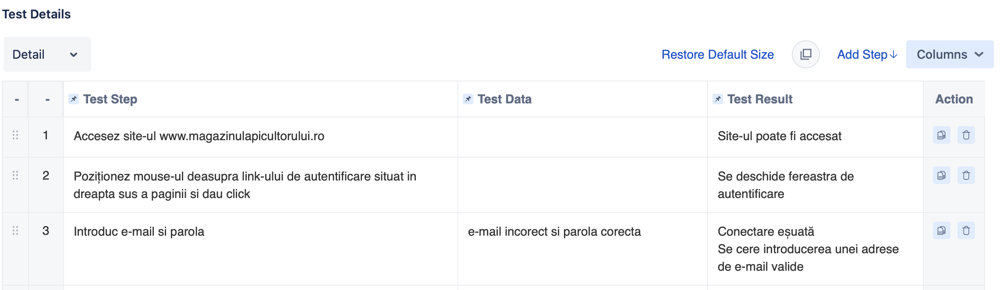 Test Details
Detail
Restore Default Size
Add Step↓
Columns
-
-
Test Step
Test Data
Test Result
Action
1
Accesez site-ul www.magazinulapicultorului.ro
Site-ul poate fi accesat
2
Poziționez mouse-ul deasupra link-ului de autentificare situat in
dreapta sus a paginii si dau click
Se deschide fereastra de
autentificare
3
Introduc e-mail si parola
e-mail incorect si parola corecta
Conectare eșuată
Se cere introducerea unei adrese
de e-mail valide